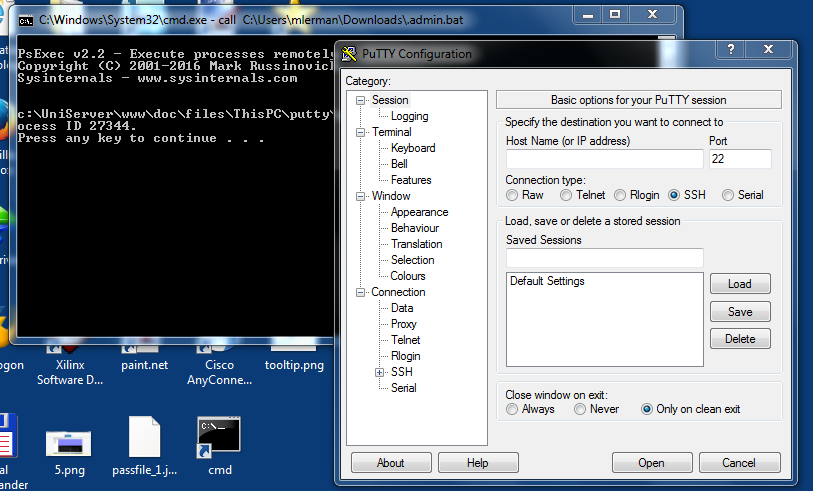 C:\Windows\System32\cmd.exe - call C:\Users\mlerman\Downloads\.admin.bat
PsExec v2.2 - Execute processes remotely
Copyright (C) 2001-2016 Mark Russinovich
Sysinternals - www.sysinternals.com
c:\UniServer\www\doc\files\ThisPC\putty\
ocess ID 27344.
Press any key to continue . . .
PuTTY Configuration
Category:
Session
Logging
Terminal
Keyboard
Bell
Features
Window
Appearance
Behaviour
Translation
Selection
Colours
Connection
Data
Proxy
Telnet
Rlogin
SSH
Serial
Basic options for your PuTTY session
Specify the destination you want to connect to
Host Name (or IP address) Port
22
Connection type:
Raw Telnet Rlogin SSH Serial
Load, save or delete a stored session
Saved Sessions
Default Settings
Load
Save
Delete
Close window on exit:
Always Never Only on clean exit
About Help Open Cancel
ogon
Xilinx
Software D...
paint.net
Cisco
AnyConne...
tooltip.png
al
ander
5.png
passfile_1.j...
C:\_
cmd